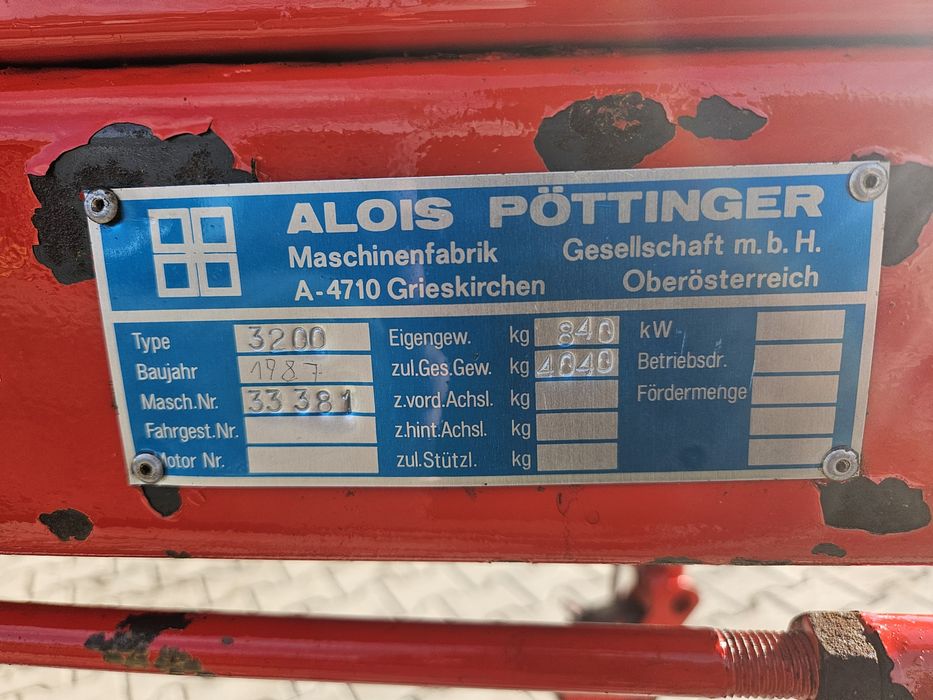 ALOIS PÖTTINGER
Maschinenfabrik Gesellschaft m.b.H.
A-4710 Grieskirchen Oberösterreich
Type 3200 Eigengew. kg 840 kW
Baujahr 1987 zul.Ges.Gew. kg 4040 Betriebsdr.
Masch.Nr. 33381 z.vord.Achsl. kg Fördermenge
Fahrgest.Nr. z.hint.Achsl. kg
Motor Nr. zul.Stützl. kg